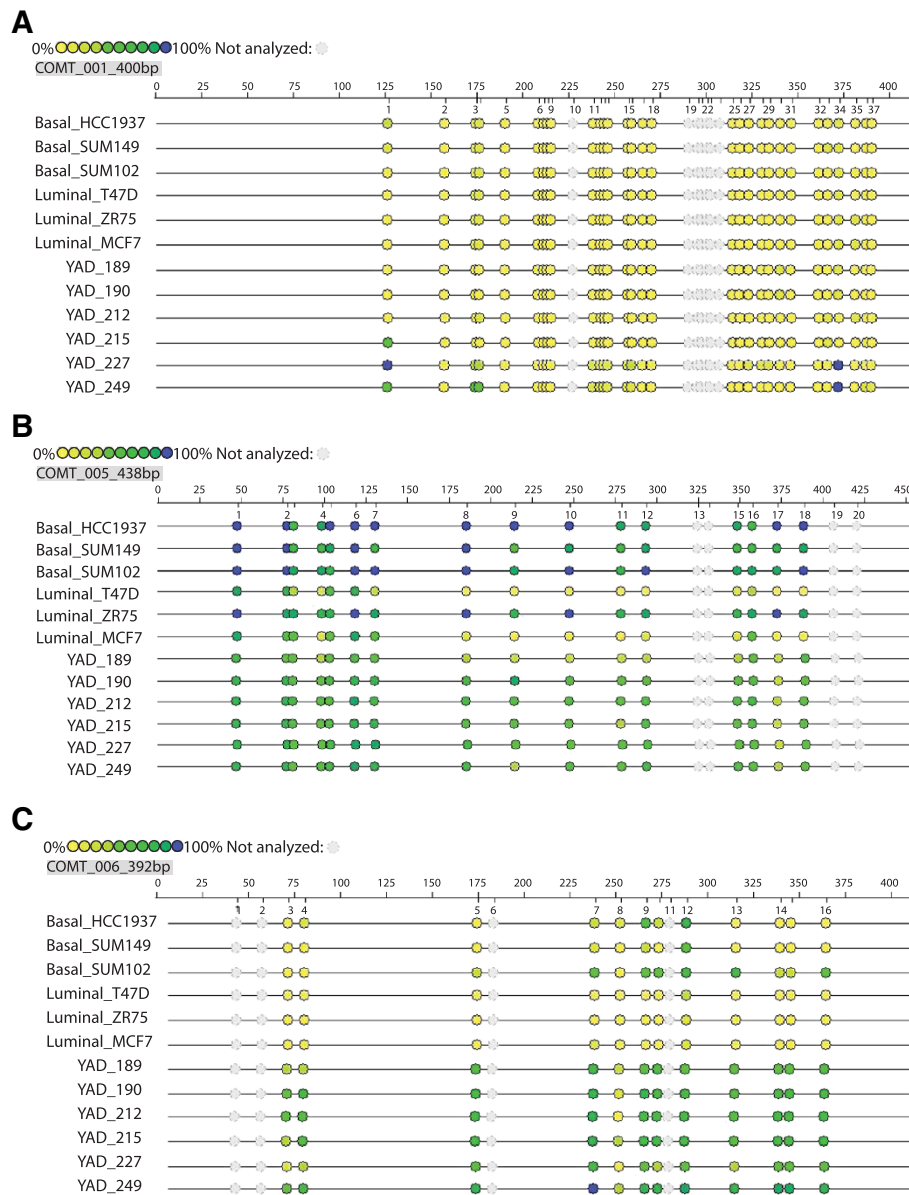 A
0% 100% Not analyzed:
COMT_001_400bp
0 25 50 75 100 125 150 175 200 225 250 275 300 325 350 375 400
1 2 3 5 6 9 10 11 15 18 19 22 25 27 29 31 32 34 35 37
Basal_HCC1937
Basal_SUM149
Basal_SUM102
Luminal_T47D
Luminal_ZR75
Luminal_MCF7
YAD_189
YAD_190
YAD_212
YAD_215
YAD_227
YAD_249
B
0% 100% Not analyzed:
COMT_005_438bp
0 25 50 75 100 125 150 175 200 225 250 275 300 325 350 375 400 425 450
1 2 4 6 7 8 9 10 11 12 13 15 16 17 18 19 20
Basal_HCC1937
Basal_SUM149
Basal_SUM102
Luminal_T47D
Luminal_ZR75
Luminal_MCF7
YAD_189
YAD_190
YAD_212
YAD_215
YAD_227
YAD_249
C
0% 100% Not analyzed:
COMT_006_392bp
0 25 50 75 100 125 150 175 200 225 250 275 300 325 350 375 400
1 2 3 4 5 6 7 8 9 11 12 13 14 16
Basal_HCC1937
Basal_SUM149
Basal_SUM102
Luminal_T47D
Luminal_ZR75
Luminal_MCF7
YAD_189
YAD_190
YAD_212
YAD_215
YAD_227
YAD_249